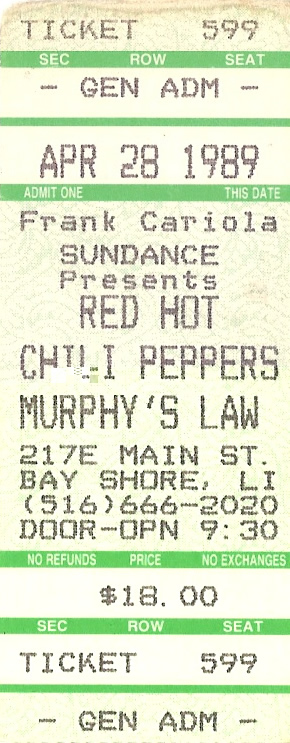 TICKET 599
SEC ROW SEAT
- GEN ADM -
APR 28 1989
ADMIT ONE THIS DATE
Frank Cariola
SUNDANCE
Presents
RED HOT
CHILI PEPPERS
MURPHY'S LAW
217E MAIN ST.
BAY SHORE, LI
(516)666-2020
DOOR-OPN 9:30
NO REFUNDS PRICE NO EXCHANGES
$18.00
SEC ROW SEAT
TICKET 599
- GEN ADM -